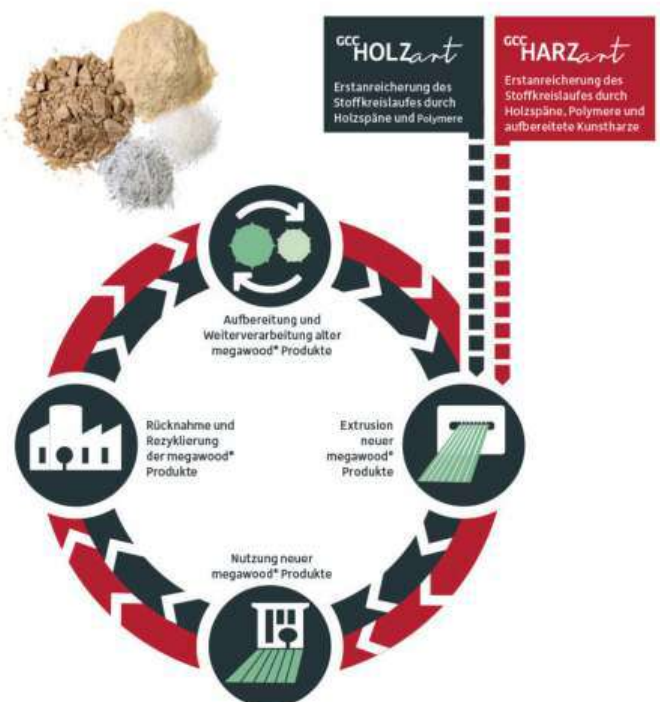 GCC HOLZart
Erstanreicherung des
Stoffkreislaufes durch
Holzspäne und Polymere
GCC HARZart
Erstanreicherung des
Stoffkreislaufes durch
Holzspäne, Polymere und
aufbereitete Kunstharze
Aufbereitung und
Weiterverarbeitung alter
megawood® Produkte
Rücknahme und
Rezyklierung
der megawood®
Produkte
Extrusion
neuer
megawood®
Produkte
Nutzung neuer
megawood® Produkte